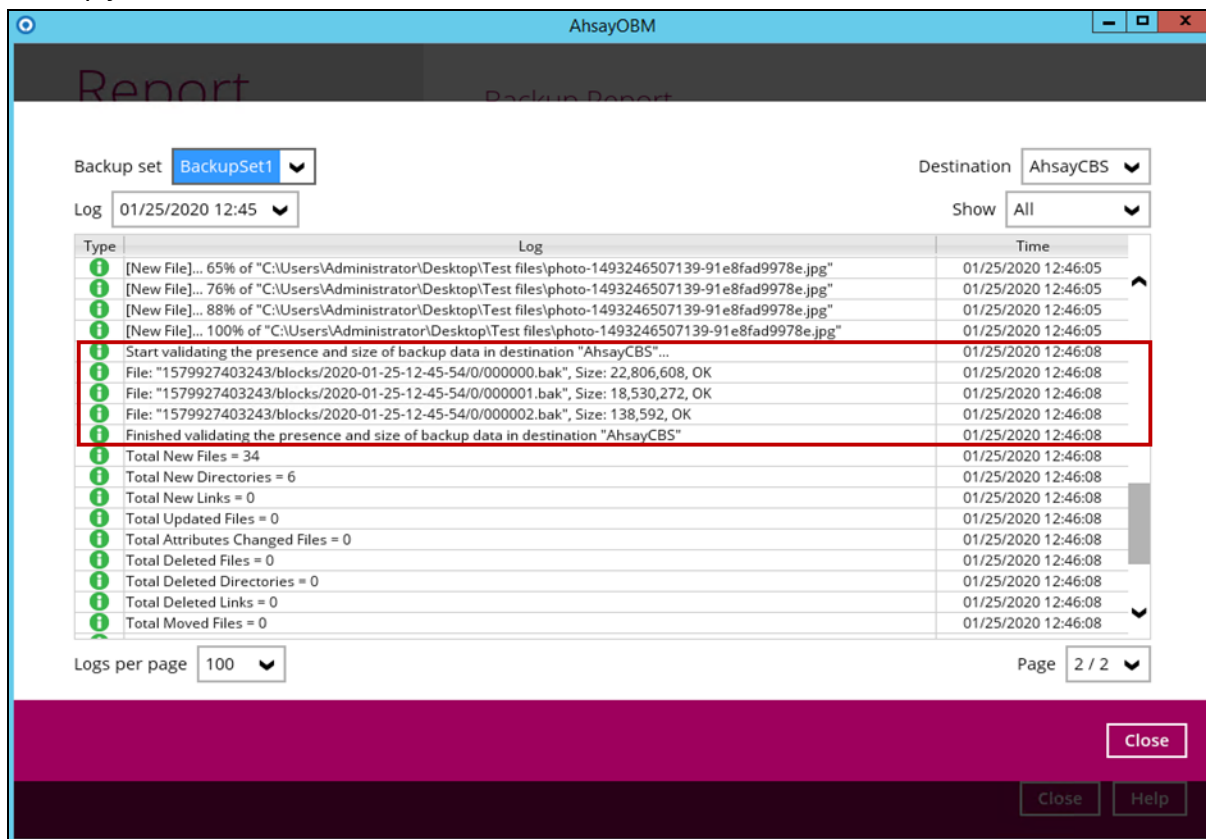 AhsayOBM
Report
Backup Report
Backup set BackupSet1 Destination AhsayCBS
Log 01/25/2020 12:45 Show All
Type Log Time
[New File]... 65% of "C:\Users\Administrator\Desktop\Test files\photo-1493246507139-91e8fad9978e.jpg" 01/25/2020 12:46:05
[New File]... 76% of "C:\Users\Administrator\Desktop\Test files\photo-1493246507139-91e8fad9978e.jpg" 01/25/2020 12:46:05
[New File]... 88% of "C:\Users\Administrator\Desktop\Test files\photo-1493246507139-91e8fad9978e.jpg" 01/25/2020 12:46:05
[New File]... 100% of "C:\Users\Administrator\Desktop\Test files\photo-1493246507139-91e8fad9978e.jpg" 01/25/2020 12:46:05
Start validating the presence and size of backup data in destination "AhsayCBS"... 01/25/2020 12:46:08
File: "1579927403243/blocks/2020-01-25-12-45-54/0/000000.bak", Size: 22,806,608, OK 01/25/2020 12:46:08
File: "1579927403243/blocks/2020-01-25-12-45-54/0/000001.bak", Size: 18,530,272, OK 01/25/2020 12:46:08
File: "1579927403243/blocks/2020-01-25-12-45-54/0/000002.bak", Size: 138,592, OK 01/25/2020 12:46:08
Finished validating the presence and size of backup data in destination "AhsayCBS" 01/25/2020 12:46:08
Total New Files = 34 01/25/2020 12:46:08
Total New Directories = 6 01/25/2020 12:46:08
Total New Links = 0 01/25/2020 12:46:08
Total Updated Files = 0 01/25/2020 12:46:08
Total Attributes Changed Files = 0 01/25/2020 12:46:08
Total Deleted Files = 0 01/25/2020 12:46:08
Total Deleted Directories = 0 01/25/2020 12:46:08
Total Deleted Links = 0 01/25/2020 12:46:08
Total Moved Files = 0 01/25/2020 12:46:08
Logs per page 100 Page 2 / 2
Close
Close Help